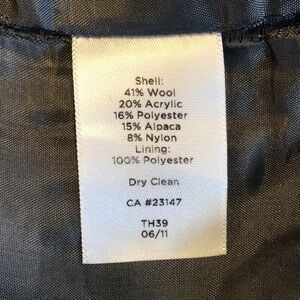 Shell:
41% Wool
20% Acrylic
16% Polyester
15% Alpaca
8% Nylon
Lining:
100% Polyester
Dry Clean
CA #23147
TH39
06/11